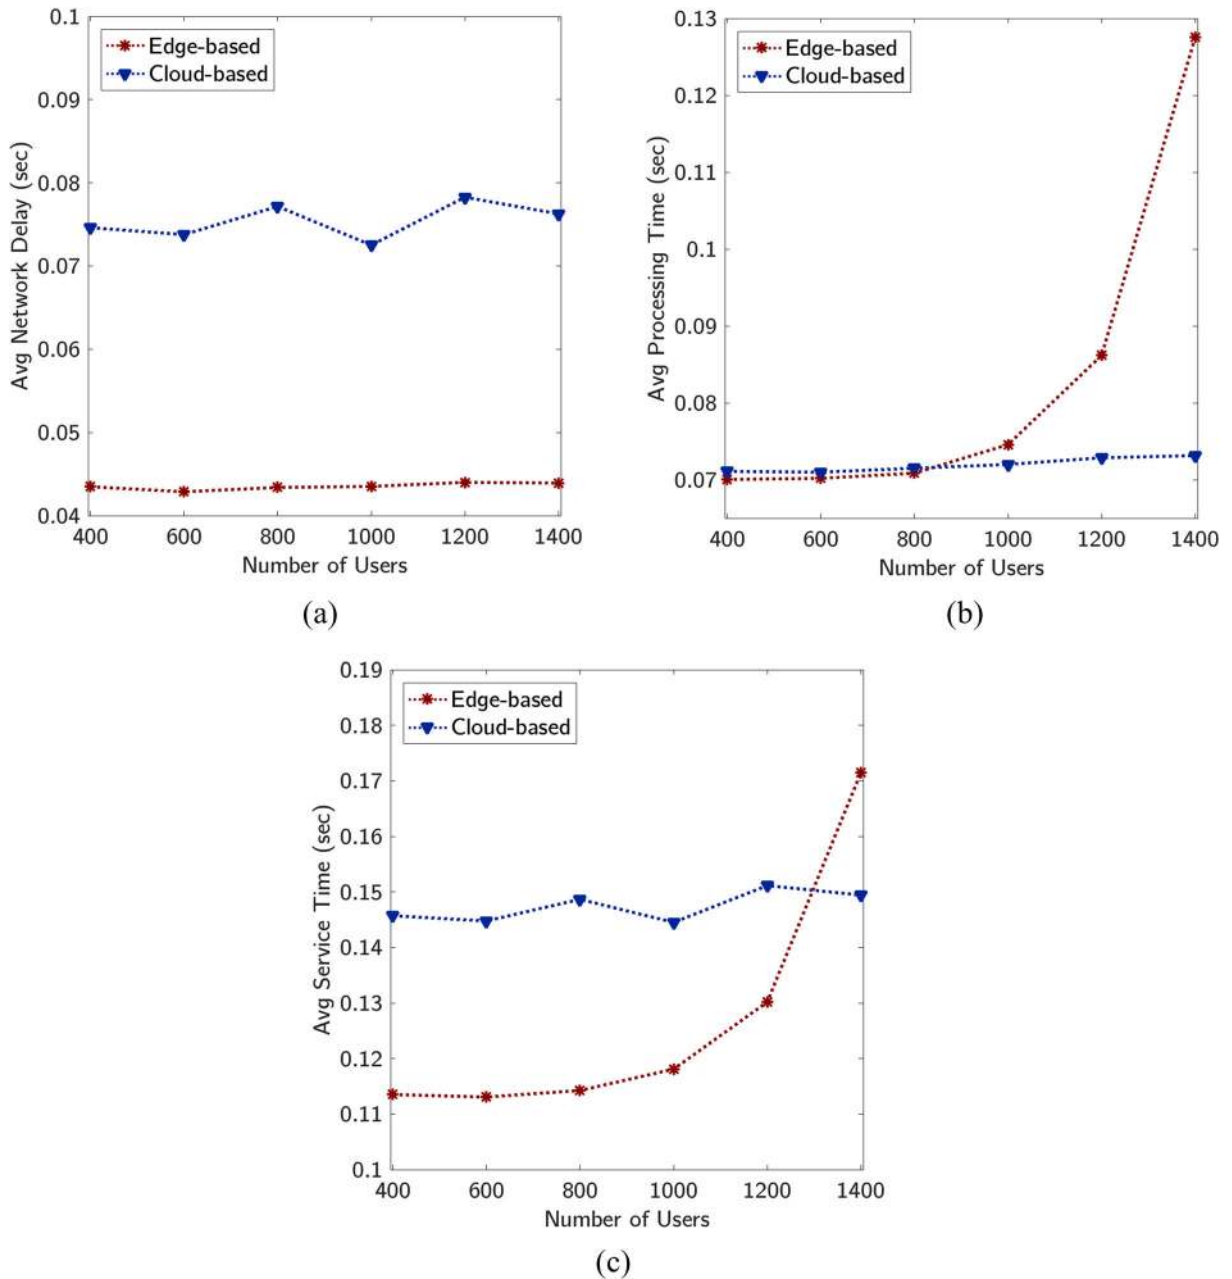 0.1
Edge-based
Cloud-based
0.09
0.08
0.07
0.06
0.05
0.04
Avg Network Delay (sec)
400 600 800 1000 1200 1400
Number of Users
(a)
0.13
Edge-based
Cloud-based
0.12
0.11
0.1
0.09
0.08
0.07
Avg Processing Time (sec)
400 600 800 1000 1200 1400
Number of Users
(b)
0.19
Edge-based
Cloud-based
0.18
0.17
0.16
0.15
0.14
0.13
0.12
0.11
0.1
Avg Service Time (sec)
400 600 800 1000 1200 1400
Number of Users
(c)